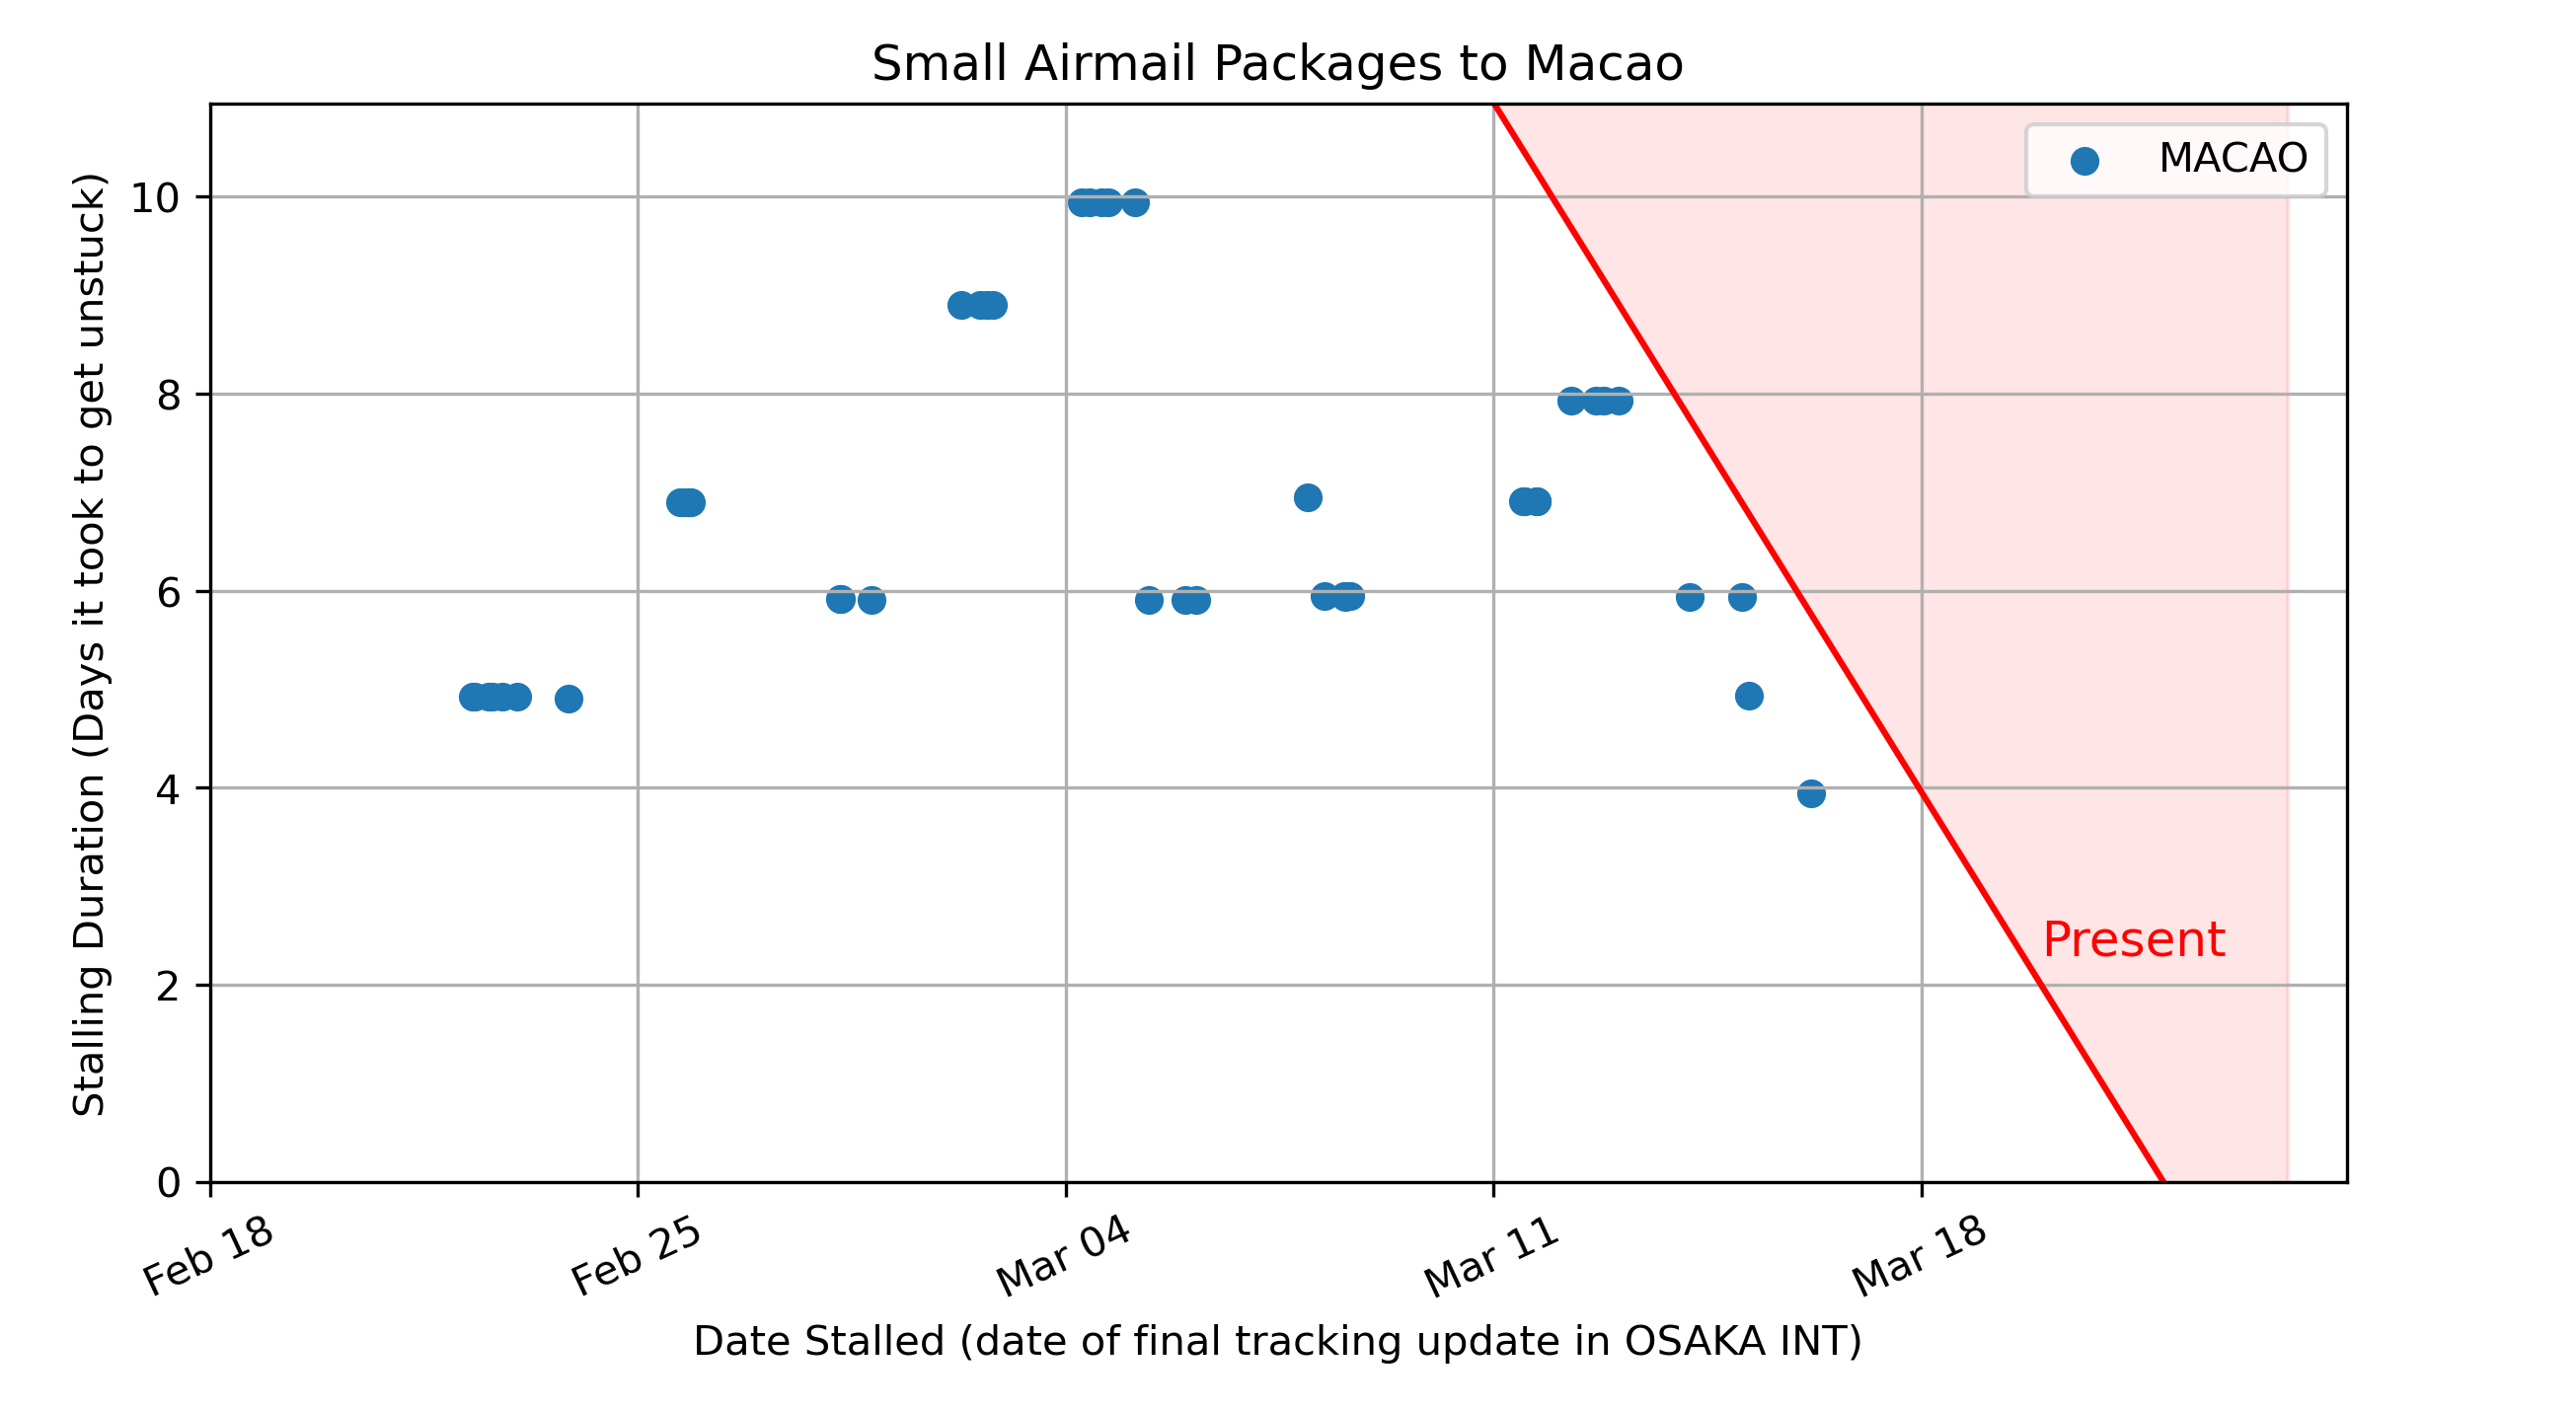 Small Airmail Packages to Macao
MACAO
Stalling Duration (Days it took to get unstuck)
10
8
6
4
2
0
Present
Feb 18
Feb 25
Mar 04
Mar 11
Mar 18
Date Stalled (date of final tracking update in OSAKA INT)